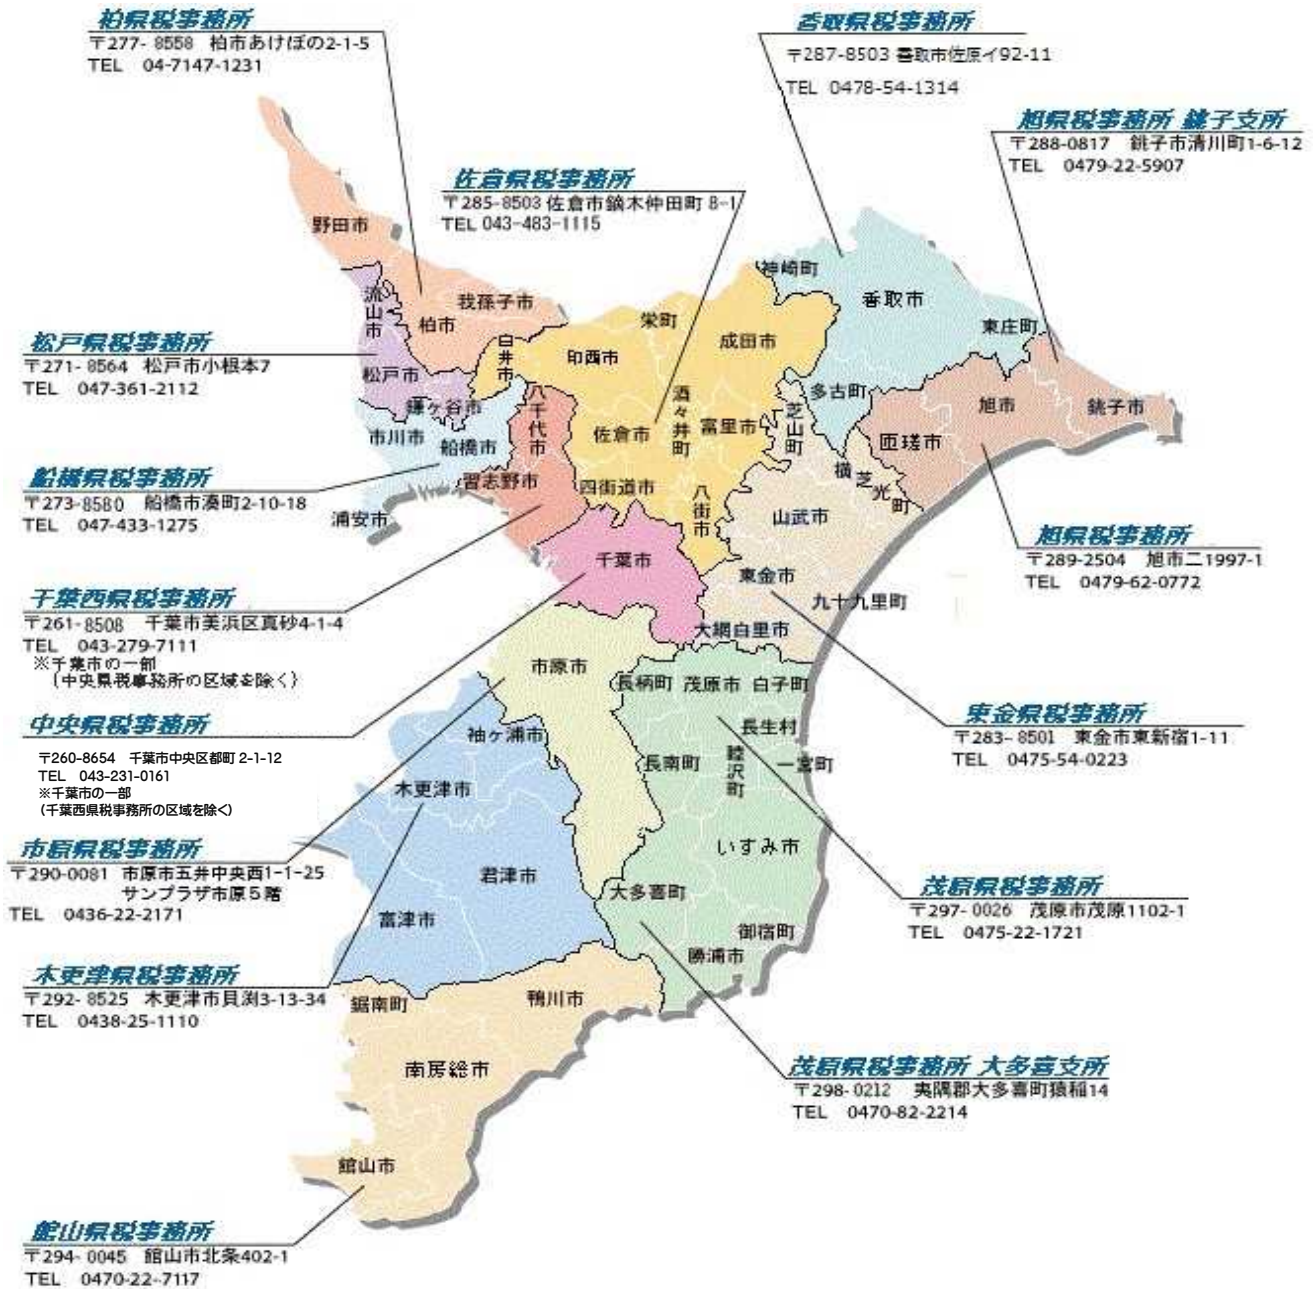 柏県税事務所
〒277-8558 柏市あけぼの2-1-5
TEL 04-7147-1231
香取県税事務所
〒287-8503 香取市佐原イ92-11
TEL 0478-54-1314
旭県税事務所 銚子支所
〒288-0817 銚子市清川町1-6-12
TEL 0479-22-5907
佐倉県税事務所
〒285-8503 佐倉市鏑木仲田町 8-1
TEL 043-483-1115
野田市
流山市
我孫子市
柏市
松戸市
鎌ヶ谷市
市川市
船橋市
浦安市
白井市
印西市
栄町
成田市
神崎町
香取市
東庄町
多古町
旭市
銚子市
匝瑳市
八千代市
習志野市
佐倉市
酒々井町
富里市
芝山町
横芝光町
四街道市
八街市
山武市
千葉市
東金市
九十九里町
大網白里市
松戸県税事務所
〒271-8564 松戸市小根本7
TEL 047-361-2112
船橋県税事務所
〒273-8580 船橋市湊町2-10-18
TEL 047-433-1275
旭県税事務所
〒289-2504 旭市二1997-1
TEL 0479-62-0772
千葉西県税事務所
〒261-8508 千葉市美浜区真砂4-1-4
TEL 043-279-7111
※千葉市の一部
(中央県税事務所の区域を除く)
中央県税事務所
〒260-8654 千葉市中央区都町 2-1-12
TEL 043-231-0161
※千葉市の一部
(千葉西県税事務所の区域を除く)
市原市
長柄町
茂原市
白子町
長生村
長南町
睦沢町
一宮町
袖ヶ浦市
木更津市
いすみ市
君津市
大多喜町
富津市
御宿町
勝浦市
鋸南町
鴨川市
南房総市
館山市
東金県税事務所
〒283-8501 東金市東新宿1-11
TEL 0475-54-0223
市原県税事務所
〒290-0081 市原市五井中央西1-1-25
サンプラザ市原5階
TEL 0436-22-2171
茂原県税事務所
〒297-0026 茂原市茂原1102-1
TEL 0475-22-1721
木更津県税事務所
〒292-8525 木更津市貝渕3-13-34
TEL 0438-25-1110
茂原県税事務所 大多喜支所
〒298-0212 夷隅郡大多喜町猿稲14
TEL 0470-82-2214
館山県税事務所
〒294-0045 館山市北条402-1
TEL 0470-22-7117